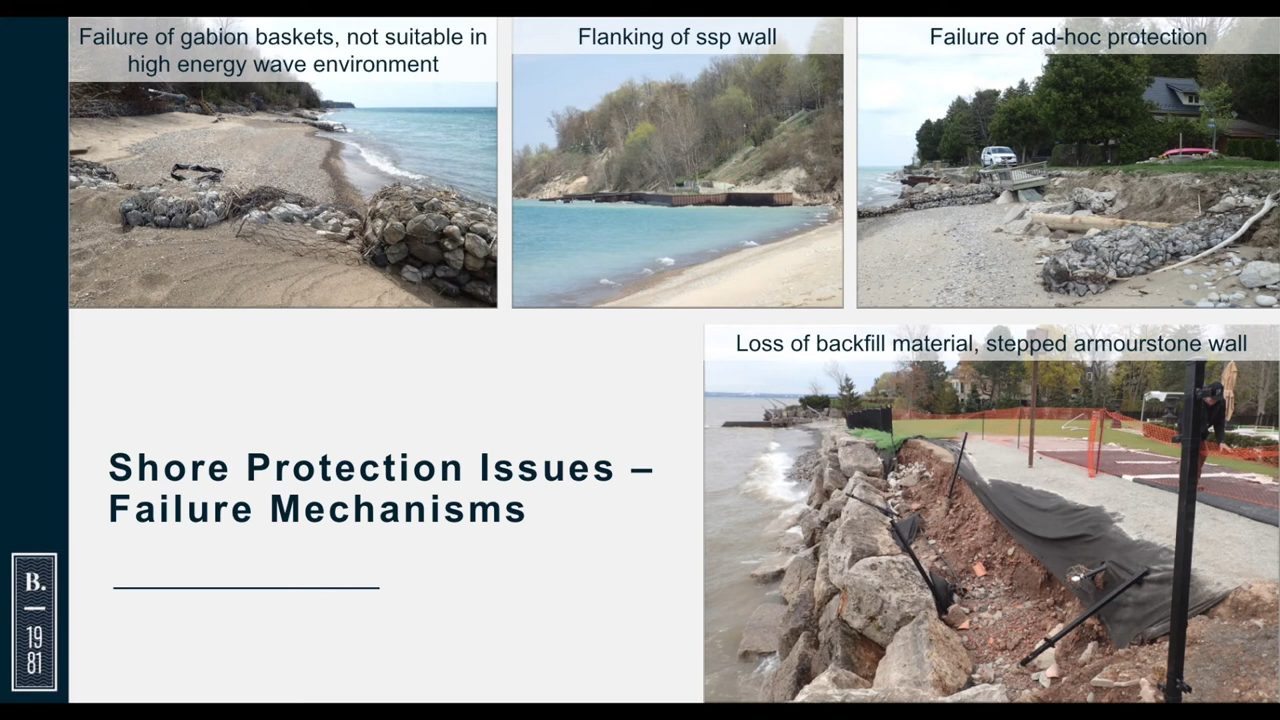 Failure of gabion baskets, not suitable in
high energy wave environment
Flanking of ssp wall
Failure of ad-hoc protection
Loss of backfill material, stepped armourstone wall
Shore Protection Issues –
Failure Mechanisms
B.
19
81